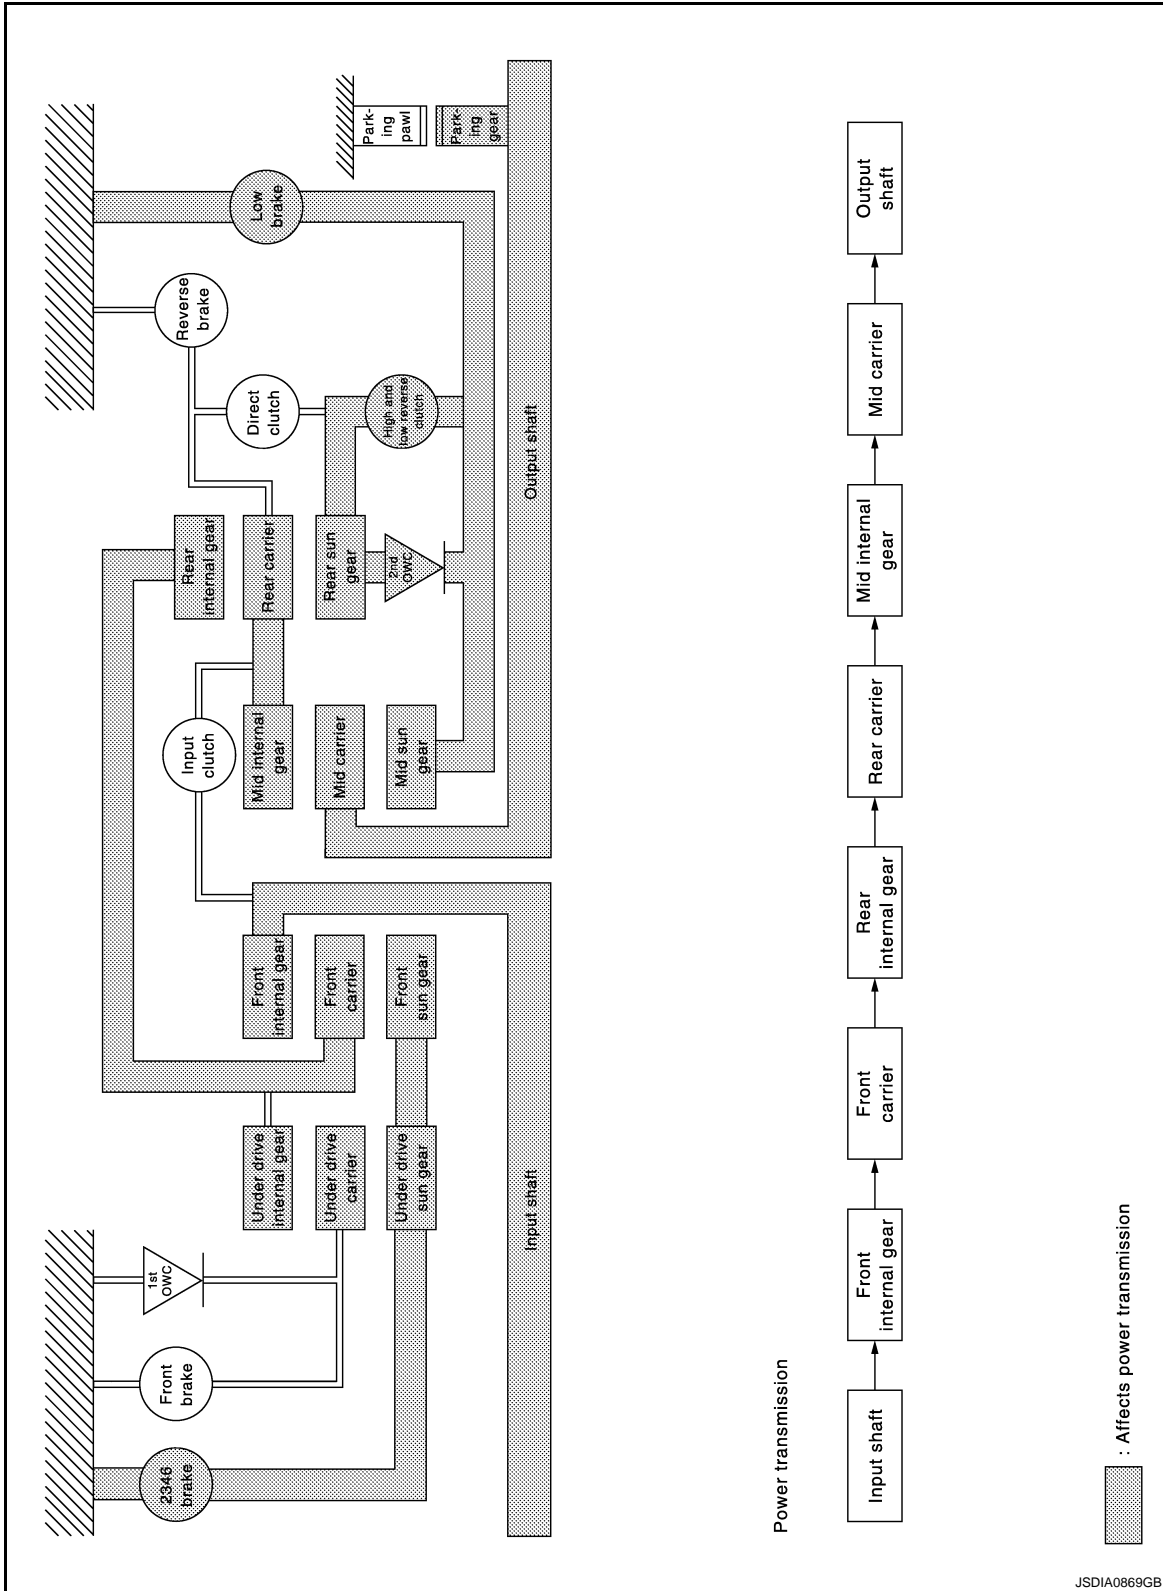 2346
brake
Front
brake
1st
OWC
Under drive
internal gear
Under drive
carrier
Under drive
sun gear
Front
internal gear
Front
carrier
Front
sun gear
Input shaft
Input
clutch
Mid internal
gear
Mid carrier
Mid sun
gear
Rear
internal gear
Rear carrier
Rear sun
gear
2nd
OWC
Direct
clutch
High and
low reverse
clutch
Reverse
brake
Low
brake
Park-
ing
pawl
Park-
ing
gear
Output shaft
Power transmission
Input shaft
Front
internal gear
Front
carrier
Rear
internal gear
Rear carrier
Mid internal
gear
Mid carrier
Output
shaft
: Affects power transmission
JSDIA0869GB